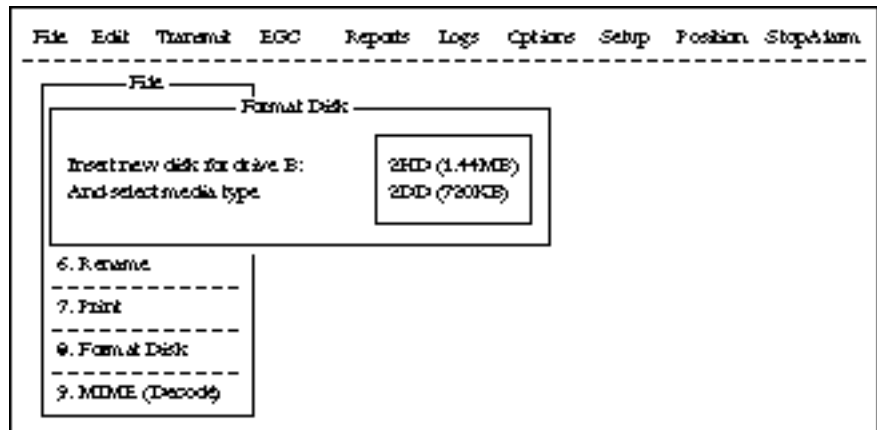 File Edit Transmit EGC Reports Logs Options Setup Position StopAlarm
File
Format Disk
Insert new disk for drive B:
And select media type
2HD (1.44MB)
2DD (720KB)
6. Rename
7. Print
8. Format Disk
9. MIME (Decode)